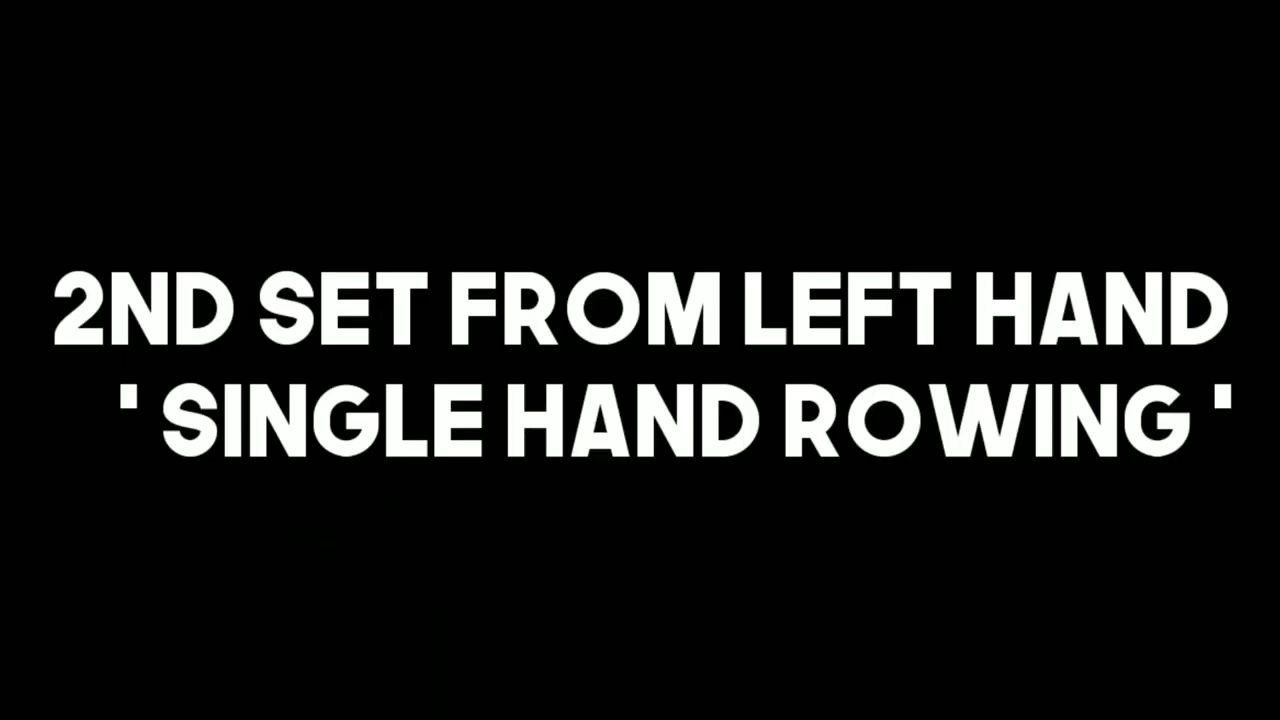 2ND SET FROM LEFT HAND
' SINGLE HAND ROWING '